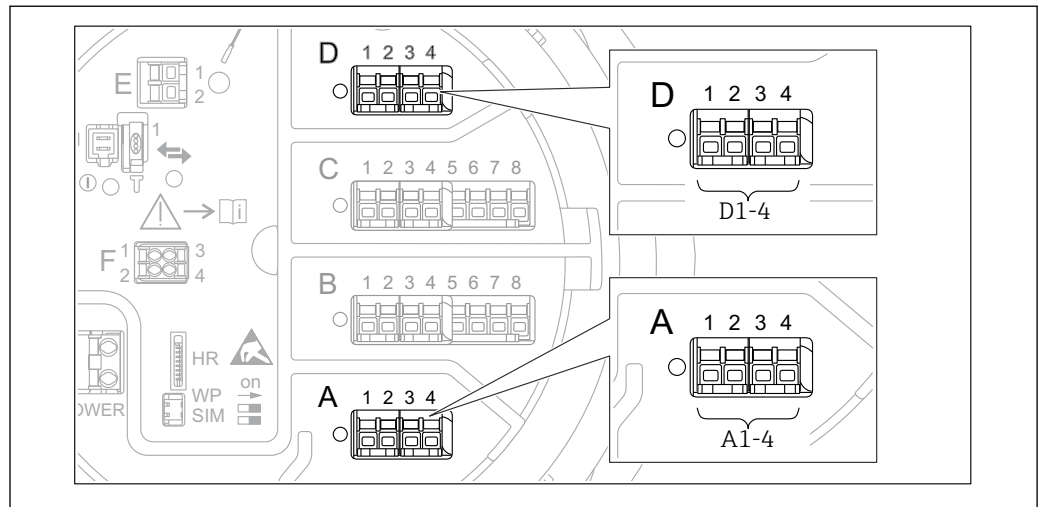 D 1 2 3 4
E 1
2
1
C 1 2 3 4 5 6 7 8
i
F 1 3
2 4
B 1 2 3 4 5 6 7 8
HR
WP on
SIM
OWER
A 1 2 3 4
D 1 2 3 4
D1-4
A 1 2 3 4
A1-4